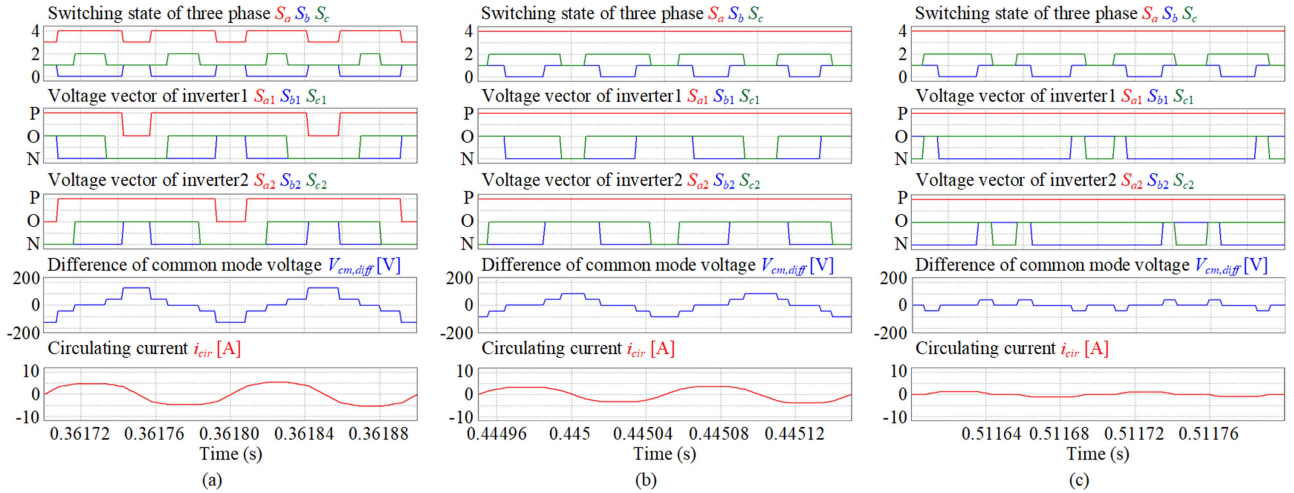 Switching state of three phase Sa Sb Sc
4
2
0
Voltage vector of inverter1 Sa1 Sb1 Sc1
P
O
N
Voltage vector of inverter2 Sa2 Sb2 Sc2
P
O
N
Difference of common mode voltage Vcm,diff [V]
200
0
-200
Circulating current icir [A]
10
0
-10
0.36172 0.36176 0.36180 0.36184 0.36188
Time (s)
(a)
Switching state of three phase Sa Sb Sc
4
2
0
Voltage vector of inverter1 Sa1 Sb1 Sc1
P
O
N
Voltage vector of inverter2 Sa2 Sb2 Sc2
P
O
N
Difference of common mode voltage Vcm,diff [V]
200
0
-200
Circulating current icir [A]
10
0
-10
0.44496 0.445 0.44504 0.44508 0.44512
Time (s)
(b)
Switching state of three phase Sa Sb Sc
4
2
0
Voltage vector of inverter1 Sa1 Sb1 Sc1
P
O
N
Voltage vector of inverter2 Sa2 Sb2 Sc2
P
O
N
Difference of common mode voltage Vcm,diff [V]
200
0
-200
Circulating current icir [A]
10
0
-10
0.51164 0.51168 0.51172 0.51176
Time (s)
(c)